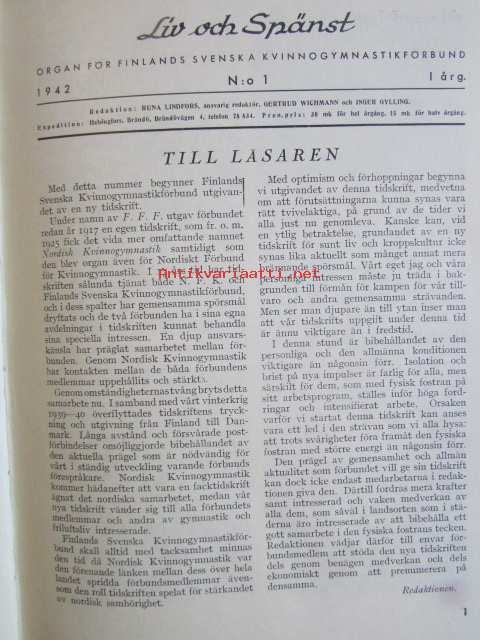 Liv och Spänst
ORGAN FÖR FINLANDS SVENSKA KVINNOGYMNASTIKFÖRBUND
1942 N:o 1 I årg.
Redaktion: RUNA LINDFORS, ansvarig redaktör, GERTRUD WICHMANN och INGER GYLLING.
Expedition: Helsingfors, Brändö, Brändövägen 4, telefon 78 634. Pren.pris: 30 mk för hel årgång, 15 mk för halv årgång.
TILL LÄSAREN
Med detta nummer begynner Finlands
Svenska Kvinnogymnastikförbund utgivan-
det av en ny tidskrift.
Under namn av F. F. F. utgav förbundet
redan år 1917 en egen tidskrift, som fr. o. m.
1925 fick det vida mer omfattande namnet
Nordisk Kvinnogymnastik samtidigt som
den blev organ även för Nordiskt Förbund
för Kvinnogymnastik. I har tid-
skriften sålunda tjänat både N. F. K. och
Finlands Svenska Kvinnogymnastikförbund,
och i dess spalter har gemensamma spörsmål
dryftats och de två förbunden ha i sina egna
avdelningar i tidskriften kunnat behandla
sina speciella intressen. En djup ansvars-
känsla har präglat samarbetet mellan för-
bunden. Genom Nordisk Kvinnogymnastik
har kontakten mellan de båda förbundens
medlemmar uppehållits och stärkts.
Genom omständigheternas tvång bryts detta
samarbete nu. I samband med vårt vinterkrig
1939–40 överflyttades tidskriftens tryck-
ning och utgivning från Finland till Dan-
mark. Långa avstånd och försvårade post-
förbindelser omöjliggjorde bibehållandet av
den aktuella prägel som är nödvändig för
vårt i ständig utveckling varande förbunds
förespråkare. Nordisk Kvinnogymnastik
kommer hädanefter att vara en facktidskrift
ägnat det nordiska samarbetet, medan vår
nya tidskrift vänder sig till alla förbundets
medlemmar och andra av gymnastik och
friluftsliv intresserade.
Finlands Svenska Kvinnogymnastikför-
bund skall alltid med tacksamhet minnas
den tid då Nordisk Kvinnogymnastik var
den förenande länken mellan dess över hela
landet spridda förbundsmedlemmar även-
som den roll tidskriften spelat för stärkandet
av nordisk samhörighet.
Med optimism och förhoppningar begynna
vi utgivandet av denna tidskrift, medvetna
om att förutsättningarna kunna synas vara
rätt tvivelaktiga, på grund av de tider vi
alla just nu genomleva. Kanske kan, vid
en ytlig betraktelse, grundandet av en ny
tidskrift för sunt liv och kroppskultur icke
synas lika aktuellt som månget annat mera
brännande spörsmål. Vårt eget jag och våra
personliga intressen måste ju träda i bak-
grunden till förmån för kampen för vår till-
varo och andra gemensamma strävanden.
Men ser man djupare än till ytan inser man
att vår tidskrifts uppgift under denna tid
är ännu viktigare än i fredstid.
I denna stund är bibehållandet av den
personliga och den allmänna konditionen
viktigare än någonsin förr. Isolation och
brist på nya impulser är farlig för alla, men
särskilt för dem, som med fysisk fostran på
sitt arbetsprogram, ställes inför höga ford-
ringar och intensifierat arbete. Orsaken
varför vi startat denna tidskrift kan anses
vara ett led i den strävan som vi alla hysa:
att trots svårigheter föra framåt den fysiska
fostran med större energi än någonsin förr.
Den prägel av gemensamhet och allmän
aktualitet som förbundet vill ge sin tidskrift
kan dock icke endast medarbetarna i redak-
tionen giva den. Därtill fordras mera krafter
samt intresserad och vaken medverkan av
alla dem, som såväl i landsorten som i stä-
derna äro intresserade av att bibehålla ett
gott samarbete i den fysiska fostrans tecken.
Redaktionen vädjar därför till envar för-
bundsmedlem att stöda den nya tidskriften
dels genom benägen medverkan och dels
ekonomiskt genom att prenumerera på
densamma.
Redaktionen.
1
Antikvariaatti.net